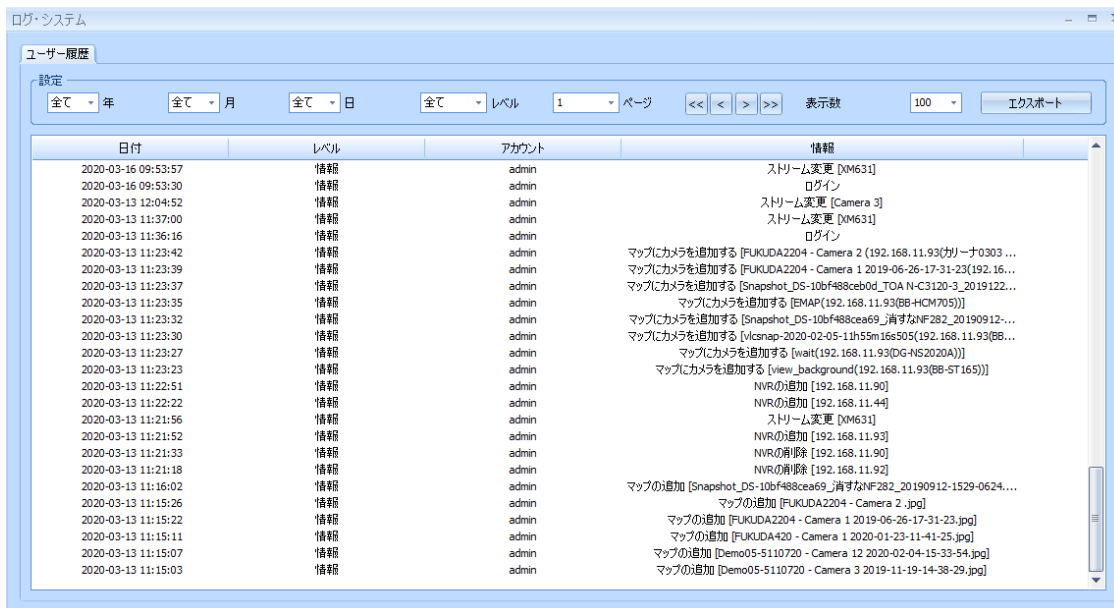 ログ・システム
ユーザー履歴
設定
全て 年 全て 月 全て 日 全て レベル 1 ページ << < > >> 表示数 100 エクスポート
日付 レベル アカウント 情報
2020-03-16 09:53:57 情報 admin ストリーム変更 [XM631]
2020-03-16 09:53:30 情報 admin ログイン
2020-03-13 12:04:52 情報 admin ストリーム変更 [Camera 3]
2020-03-13 11:37:00 情報 admin ストリーム変更 [XM631]
2020-03-13 11:36:16 情報 admin ログイン
2020-03-13 11:23:42 情報 admin マップにカメラを追加する [FUKUDA2204 - Camera 2 (192.168.11.93(カリーナ0303 ...
2020-03-13 11:23:39 情報 admin マップにカメラを追加する [FUKUDA2204 - Camera 1 2019-06-26-17-31-23(192.16...
2020-03-13 11:23:37 情報 admin マップにカメラを追加する [Snapshot_DS-10bf488ceb0d_TOA N-C3120-3_2019122...
2020-03-13 11:23:35 情報 admin マップにカメラを追加する [EMAP(192.168.11.93(BB-HCM705))]
2020-03-13 11:23:32 情報 admin マップにカメラを追加する [Snapshot_DS-10bf488cea69_消すなNF282_20190912-...
2020-03-13 11:23:30 情報 admin マップにカメラを追加する [vlcsnap-2020-02-05-11h55m16s505(192.168.11.93(BB...
2020-03-13 11:23:27 情報 admin マップにカメラを追加する [wait(192.168.11.93(DG-NS2020A))]
2020-03-13 11:23:23 情報 admin マップにカメラを追加する [view_background(192.168.11.93(BB-ST165))]
2020-03-13 11:22:51 情報 admin NVRの追加 [192.168.11.90]
2020-03-13 11:22:22 情報 admin NVRの追加 [192.168.11.44]
2020-03-13 11:21:56 情報 admin ストリーム変更 [XM631]
2020-03-13 11:21:52 情報 admin NVRの追加 [192.168.11.93]
2020-03-13 11:21:33 情報 admin NVRの削除 [192.168.11.90]
2020-03-13 11:21:18 情報 admin NVRの削除 [192.168.11.92]
2020-03-13 11:16:02 情報 admin マップの追加 [Snapshot_DS-10bf488cea69_消すなNF282_20190912-1529-0624....
2020-03-13 11:15:26 情報 admin マップの追加 [FUKUDA2204 - Camera 2 .jpg]
2020-03-13 11:15:22 情報 admin マップの追加 [FUKUDA2204 - Camera 1 2019-06-26-17-31-23.jpg]
2020-03-13 11:15:11 情報 admin マップの追加 [FUKUDA420 - Camera 1 2020-01-23-11-41-25.jpg]
2020-03-13 11:15:07 情報 admin マップの追加 [Demo05-5110720 - Camera 12 2020-02-04-15-33-54.jpg]
2020-03-13 11:15:03 情報 admin マップの追加 [Demo05-5110720 - Camera 3 2019-11-19-14-38-29.jpg]